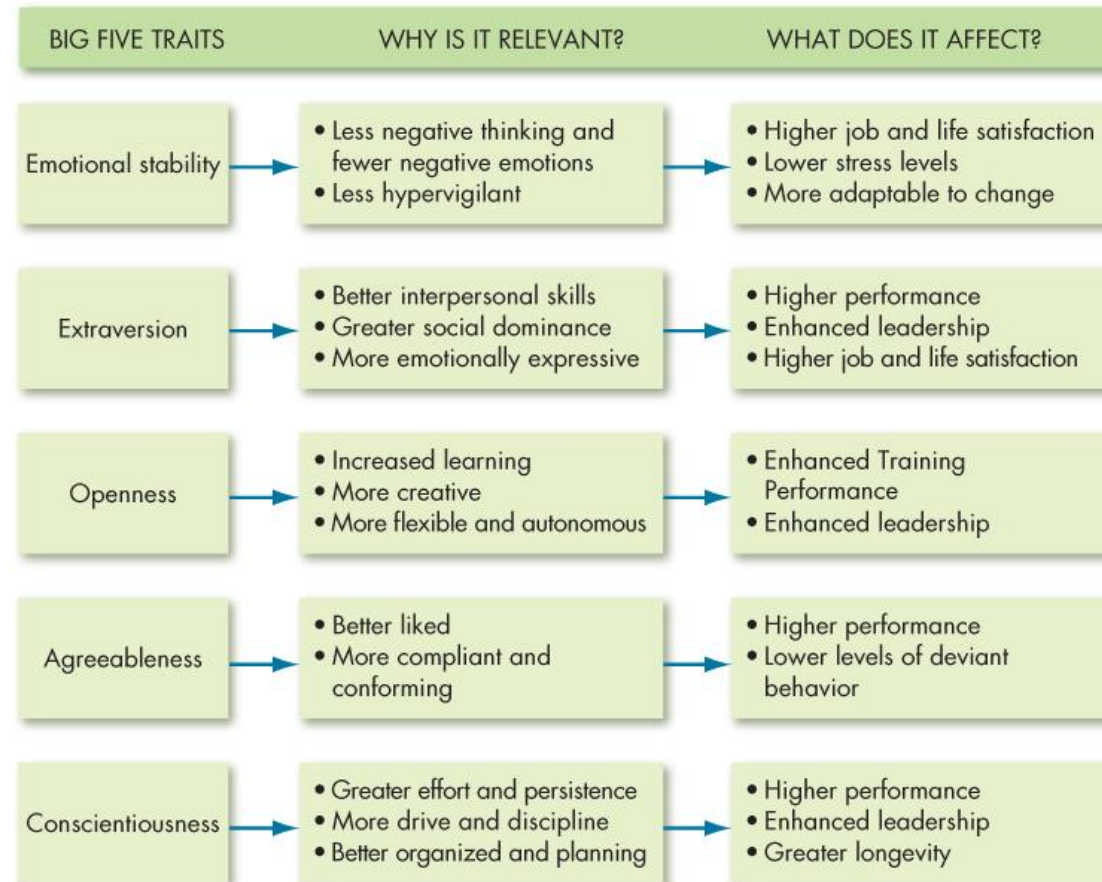 BIG FIVE TRAITS WHY IS IT RELEVANT? WHAT DOES IT AFFECT?
Emotional stability
• Less negative thinking and
fewer negative emotions
• Less hypervigilant
• Higher job and life satisfaction
• Lower stress levels
• More adaptable to change
Extraversion
• Better interpersonal skills
• Greater social dominance
• More emotionally expressive
• Higher performance
• Enhanced leadership
• Higher job and life satisfaction
Openness
• Increased learning
• More creative
• More flexible and autonomous
• Enhanced Training
Performance
• Enhanced leadership
Agreeableness
• Better liked
• More compliant and
conforming
• Higher performance
• Lower levels of deviant
behavior
Conscientiousness
• Greater effort and persistence
• More drive and discipline
• Better organized and planning
• Higher performance
• Enhanced leadership
• Greater longevity